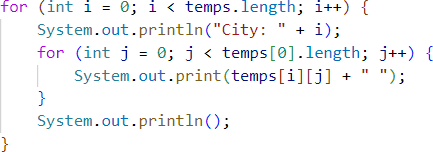 for (int i = 0; i < temps.length; i++) {
    System.out.println("City: " + i);
    for (int j = 0; j < temps[0].length; j++) {
        System.out.print(temps[i][j] + " ");
    }
    System.out.println();
}